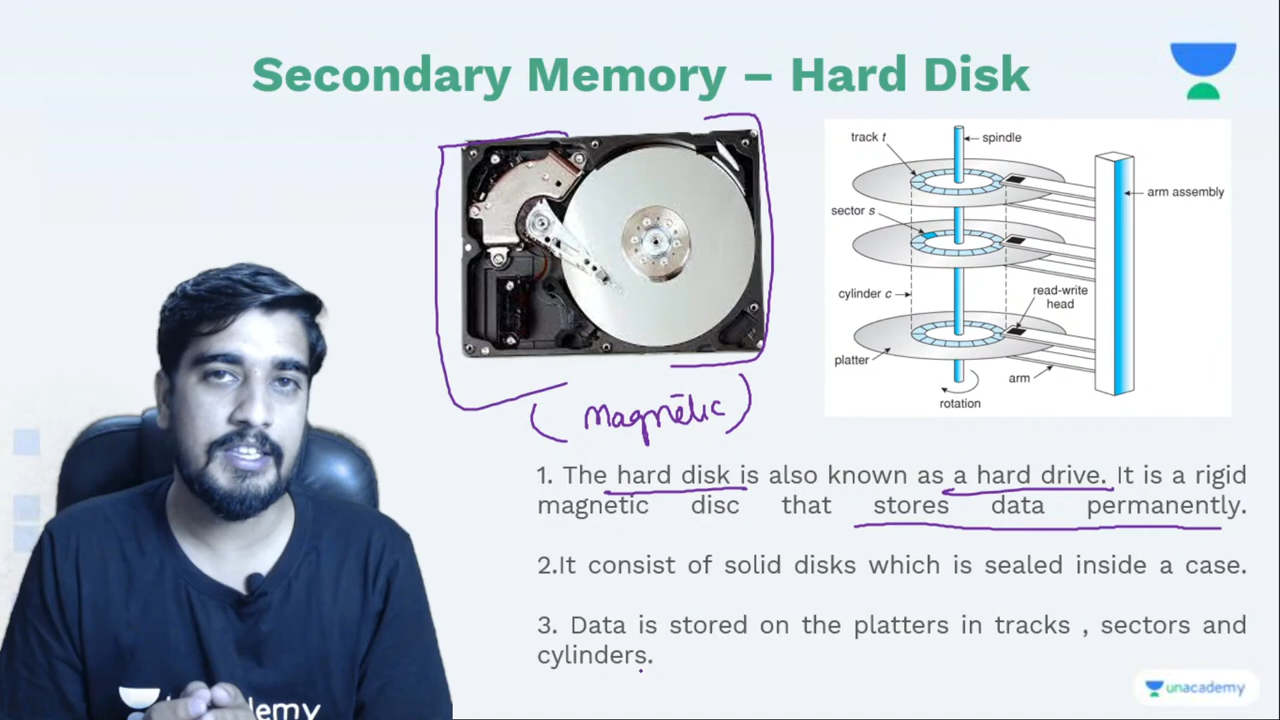 Secondary Memory – Hard Disk
track t
spindle
arm assembly
sector s
cylinder c
read-write
head
platter
arm
rotation
(magnetic)
1. The hard disk is also known as a hard drive. It is a rigid
magnetic disc that stores data permanently.
2.It consist of solid disks which is sealed inside a case.
3. Data is stored on the platters in tracks , sectors and
cylinders.
unacademy